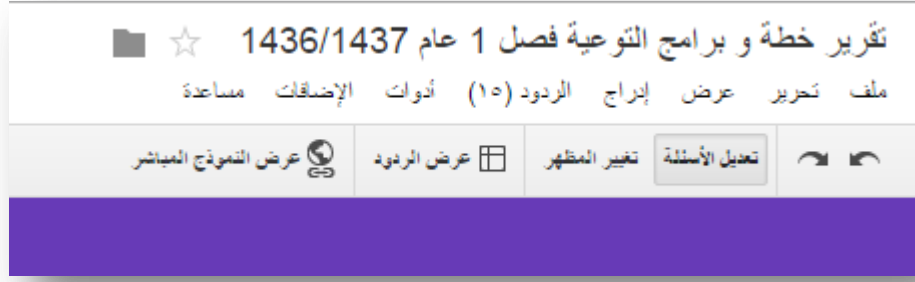 تقرير خطة و برامج التوعية فصل 1 عام 1436/1437
ملف تحرير عرض إدراج الردود (١٥) أدوات الإضافات مساعدة
تعديل الأسئلة تغيير المظهر عرض الردود عرض النموذج المباشر